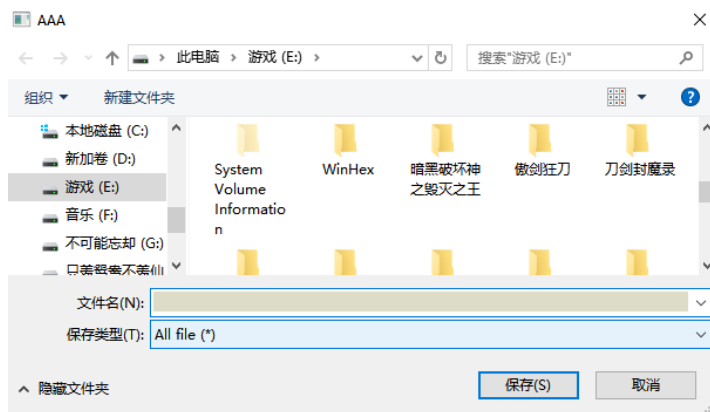 AAA
此电脑 › 游戏 (E:) ›
搜索"游戏 (E:)"
组织
新建文件夹
本地磁盘 (C:)
新加卷 (D:)
游戏 (E:)
音乐 (F:)
不可能忘却 (G:)
System Volume Information
WinHex
暗黑破坏神
之毁灭之王
傲剑狂刀
刀剑封魔录
文件名(N):
保存类型(T): All file (*)
隐藏文件夹
保存(S)
取消